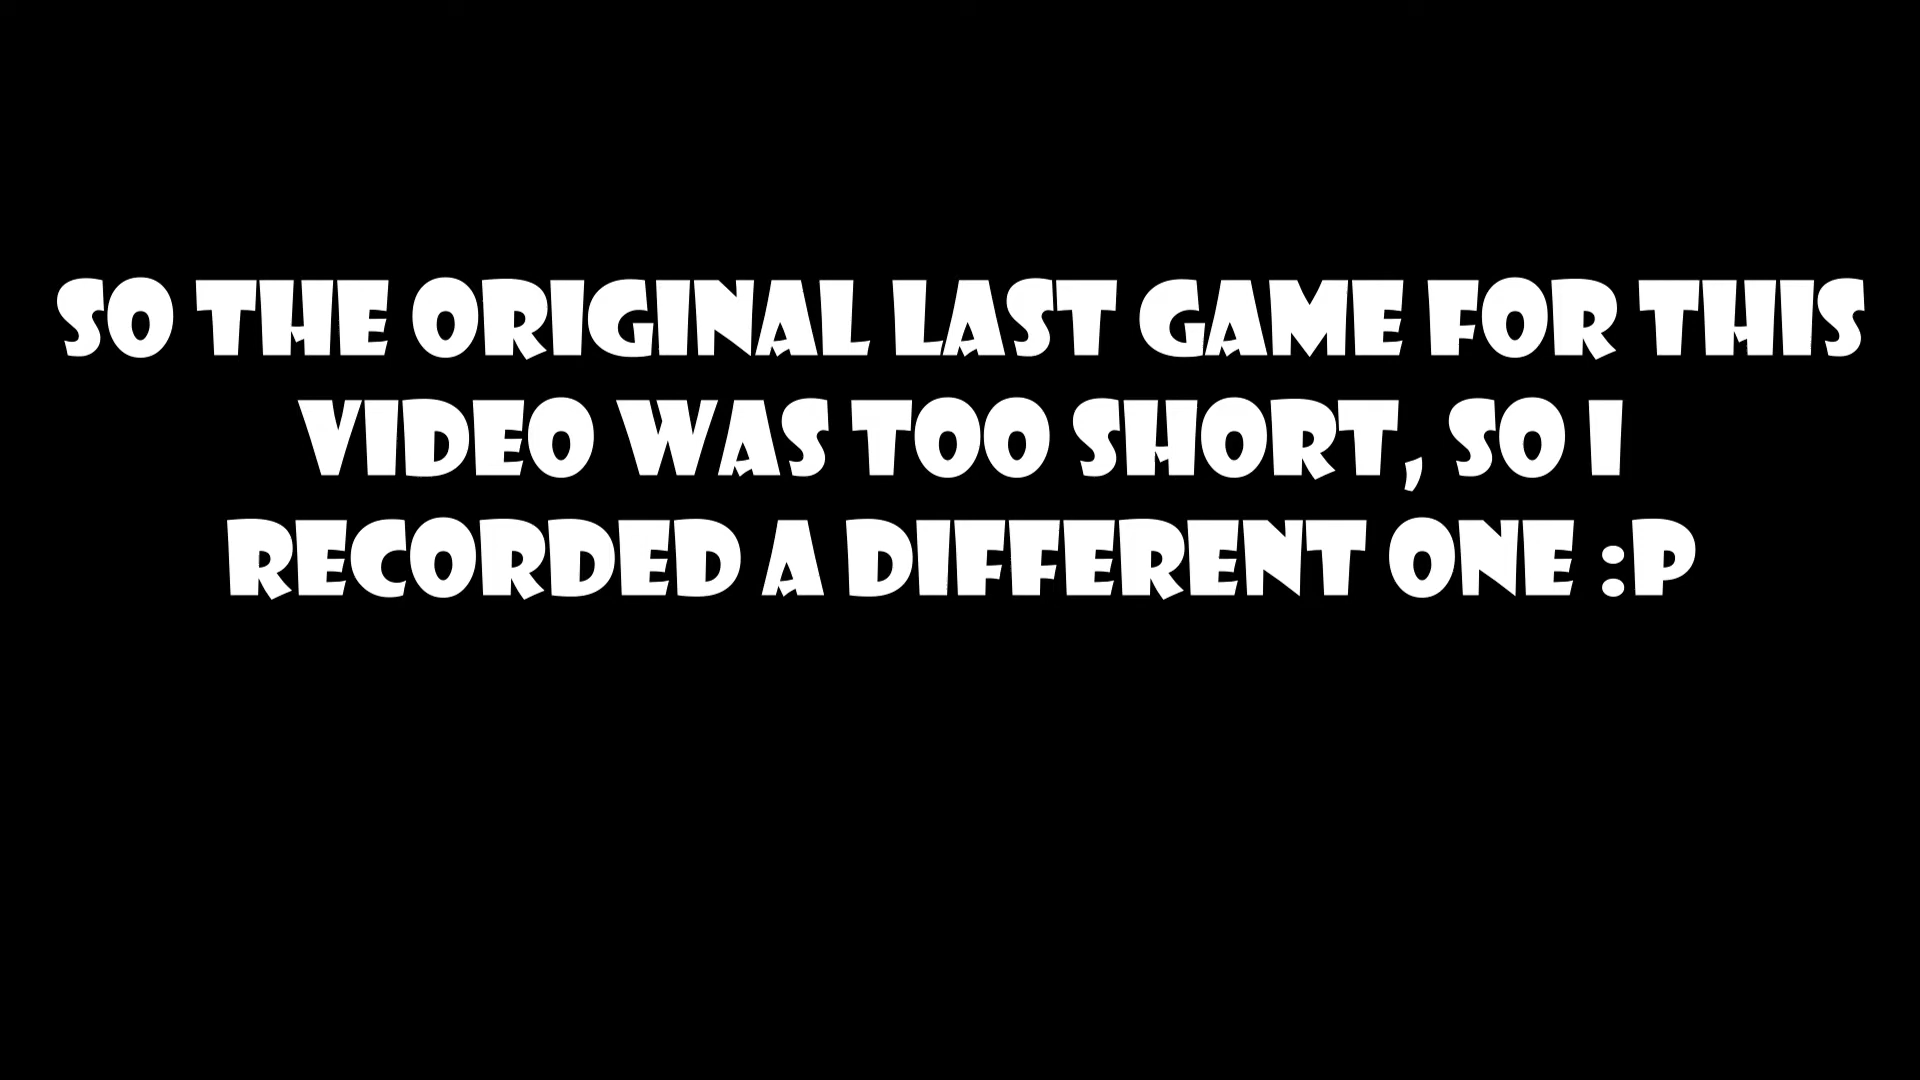 SO THE ORIGINAL LAST GAME FOR THIS
VIDEO WAS TOO SHORT, SO I
RECORDED A DIFFERENT ONE :P